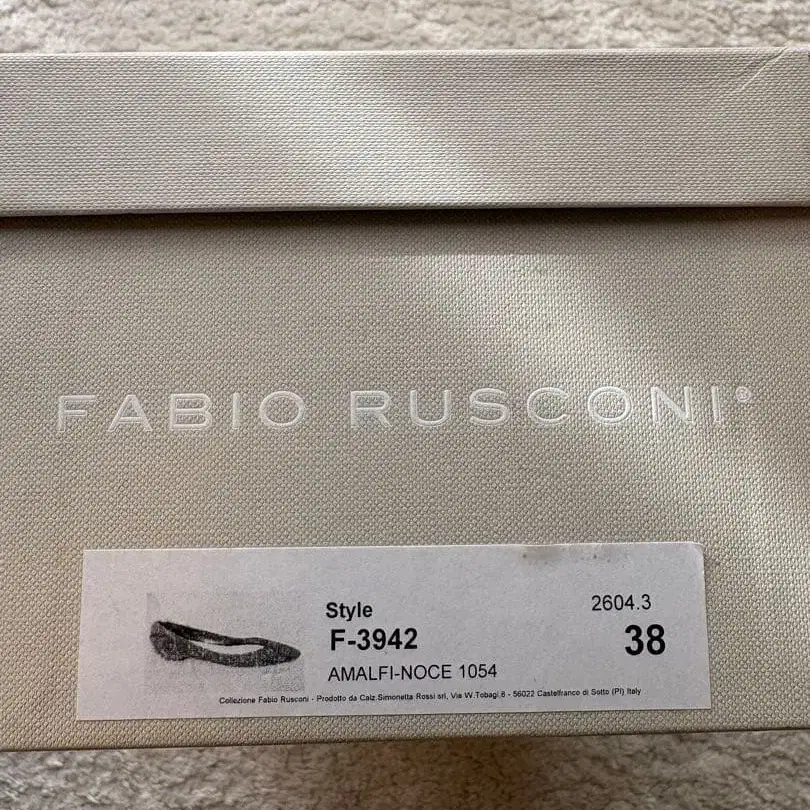 FABIO RUSCONI®
Style
2604.3
F-3942
38
AMALFI-NOCE 1054
Collezione Fabio Rusconi - Prodotto da Calz.Simonetta Rossi srl, Via W.Tobagi,8 - 56022 Castelfranco di Sotto (PI) Italy